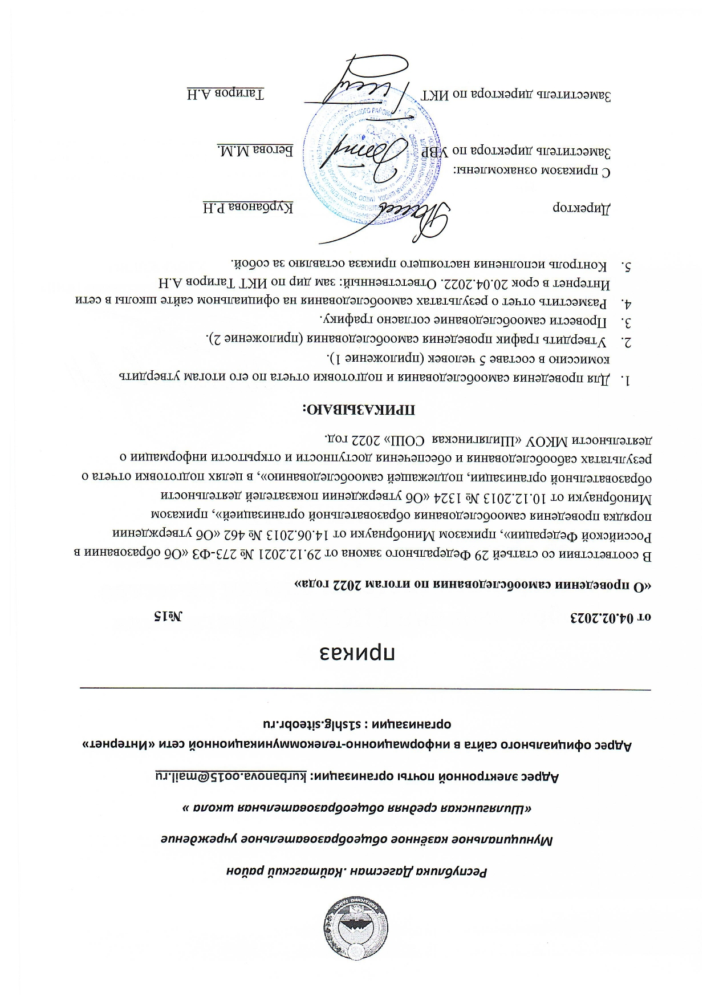 Республика Дагестан .Кайтагский район
Муниципальное казённое общеобразовательное учреждение
«Шилягинская средняя общеобразовательная школа »
Адрес электронной почты организации: kurbanova.oo15@mail.ru
Адрес официального сайта в информационно-телекоммуникационной сети «Интернет»
организации : s1shlg.siteobr.ru
приказ
от 04.02.2023 №15
«О проведении самообследования по итогам 2022 года»
В соответствии со статьей 29 Федерального закона от 29.12.2021 № 273-ФЗ «Об образовании в
Российской Федерации», приказом Минобрнауки от 14.06.2013 № 462 «Об утверждении
порядка проведения самообследования образовательной организацией», приказом
Минобрнауки от 10.12.2013 № 1324 «Об утверждении показателей деятельности
образовательной организации, подлежащей самообследованию», в целях подготовки отчета о
результатах сабообследования и обеспечения доступности и открытости информации о
деятельности МКОУ «Шилягинская СОШ» 2022 год.
ПРИКАЗЫВАЮ:
1. Для проведения самообследования и подготовки отчета по его итогам утвердить
комиссию в составе 5 человек (приложение 1).
2. Утвердить график проведения самообследования (приложение 2).
3. Провести самообследование согласно графику.
4. Разместить отчет о результатах самообследования на официальном сайте школы в сети
Интернет в срок 20.04.2022. Ответственный: зам дир по ИКТ Тагиров А.Н
5. Контроль исполнения настоящего приказа оставляю за собой.
Директор Курбанова Р.Н
С приказом ознакомлены:
Заместитель директора по УВР Бегова М.М.
Заместитель директора по ИКТ Тагиров А.Н